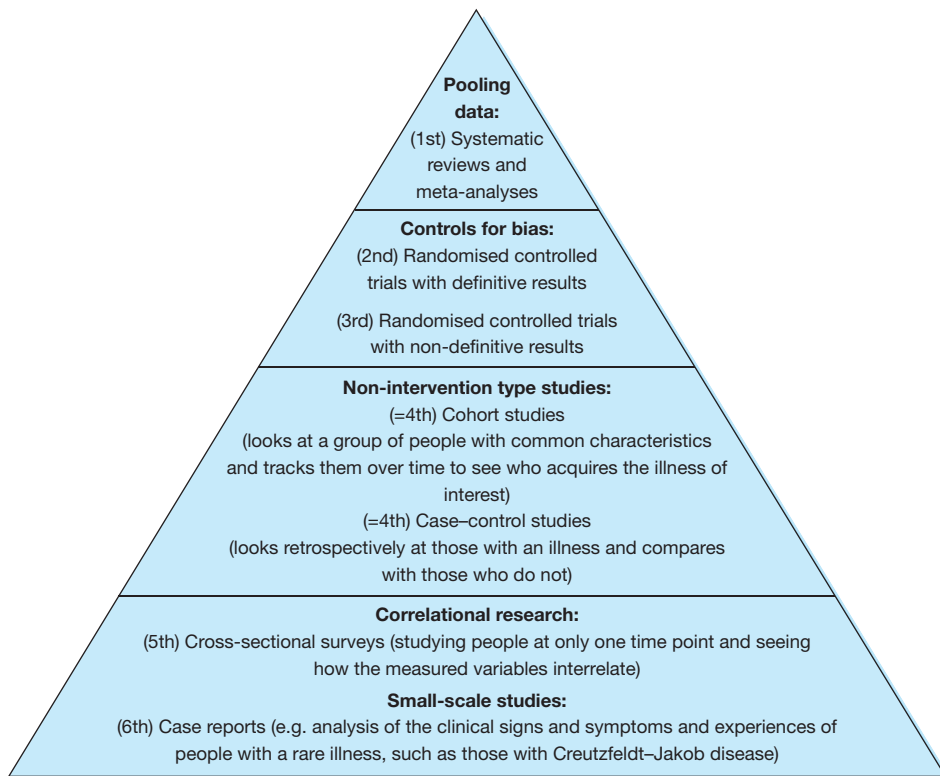 Pooling
data:
(1st) Systematic
reviews and
meta-analyses
Controls for bias:
(2nd) Randomised controlled
trials with definitive results
(3rd) Randomised controlled trials
with non-definitive results
Non-intervention type studies:
(=4th) Cohort studies
(looks at a group of people with common characteristics
and tracks them over time to see who acquires the illness of
interest)
(=4th) Case–control studies
(looks retrospectively at those with an illness and compares
with those who do not)
Correlational research:
(5th) Cross-sectional surveys (studying people at only one time point and seeing
how the measured variables interrelate)
Small-scale studies:
(6th) Case reports (e.g. analysis of the clinical signs and symptoms and experiences of
people with a rare illness, such as those with Creutzfeldt–Jakob disease)